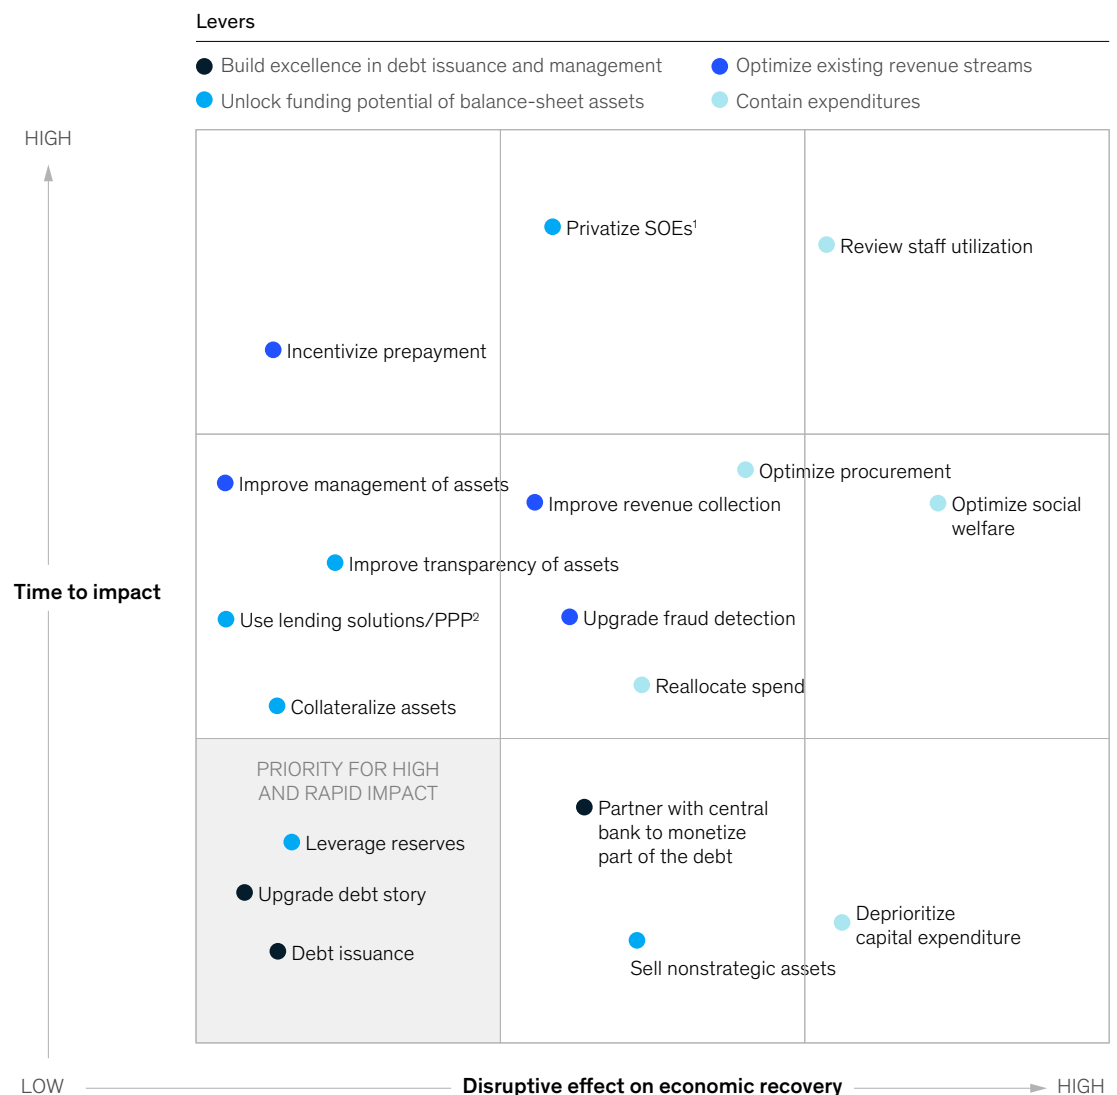 Levers
Build excellence in debt issuance and management
Optimize existing revenue streams
Unlock funding potential of balance-sheet assets
Contain expenditures
HIGH
Privatize SOEs¹
Review staff utilization
Incentivize prepayment
Optimize procurement
Improve management of assets
Improve revenue collection
Optimize social
welfare
Improve transparency of assets
Time to impact
Use lending solutions/PPP²
Upgrade fraud detection
Reallocate spend
Collateralize assets
PRIORITY FOR HIGH
AND RAPID IMPACT
Partner with central
bank to monetize
part of the debt
Leverage reserves
Upgrade debt story
Deprioritize
capital expenditure
Debt issuance
Sell nonstrategic assets
LOW
Disruptive effect on economic recovery
HIGH